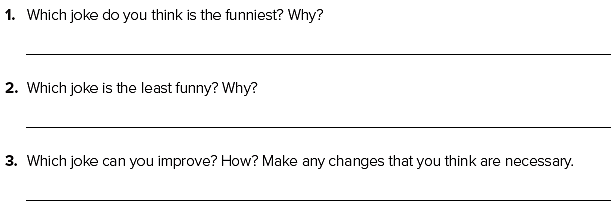 1. Which joke do you think is the funniest? Why?
2. Which joke is the least funny? Why?
3. Which joke can you improve? How? Make any changes that you think are necessary.